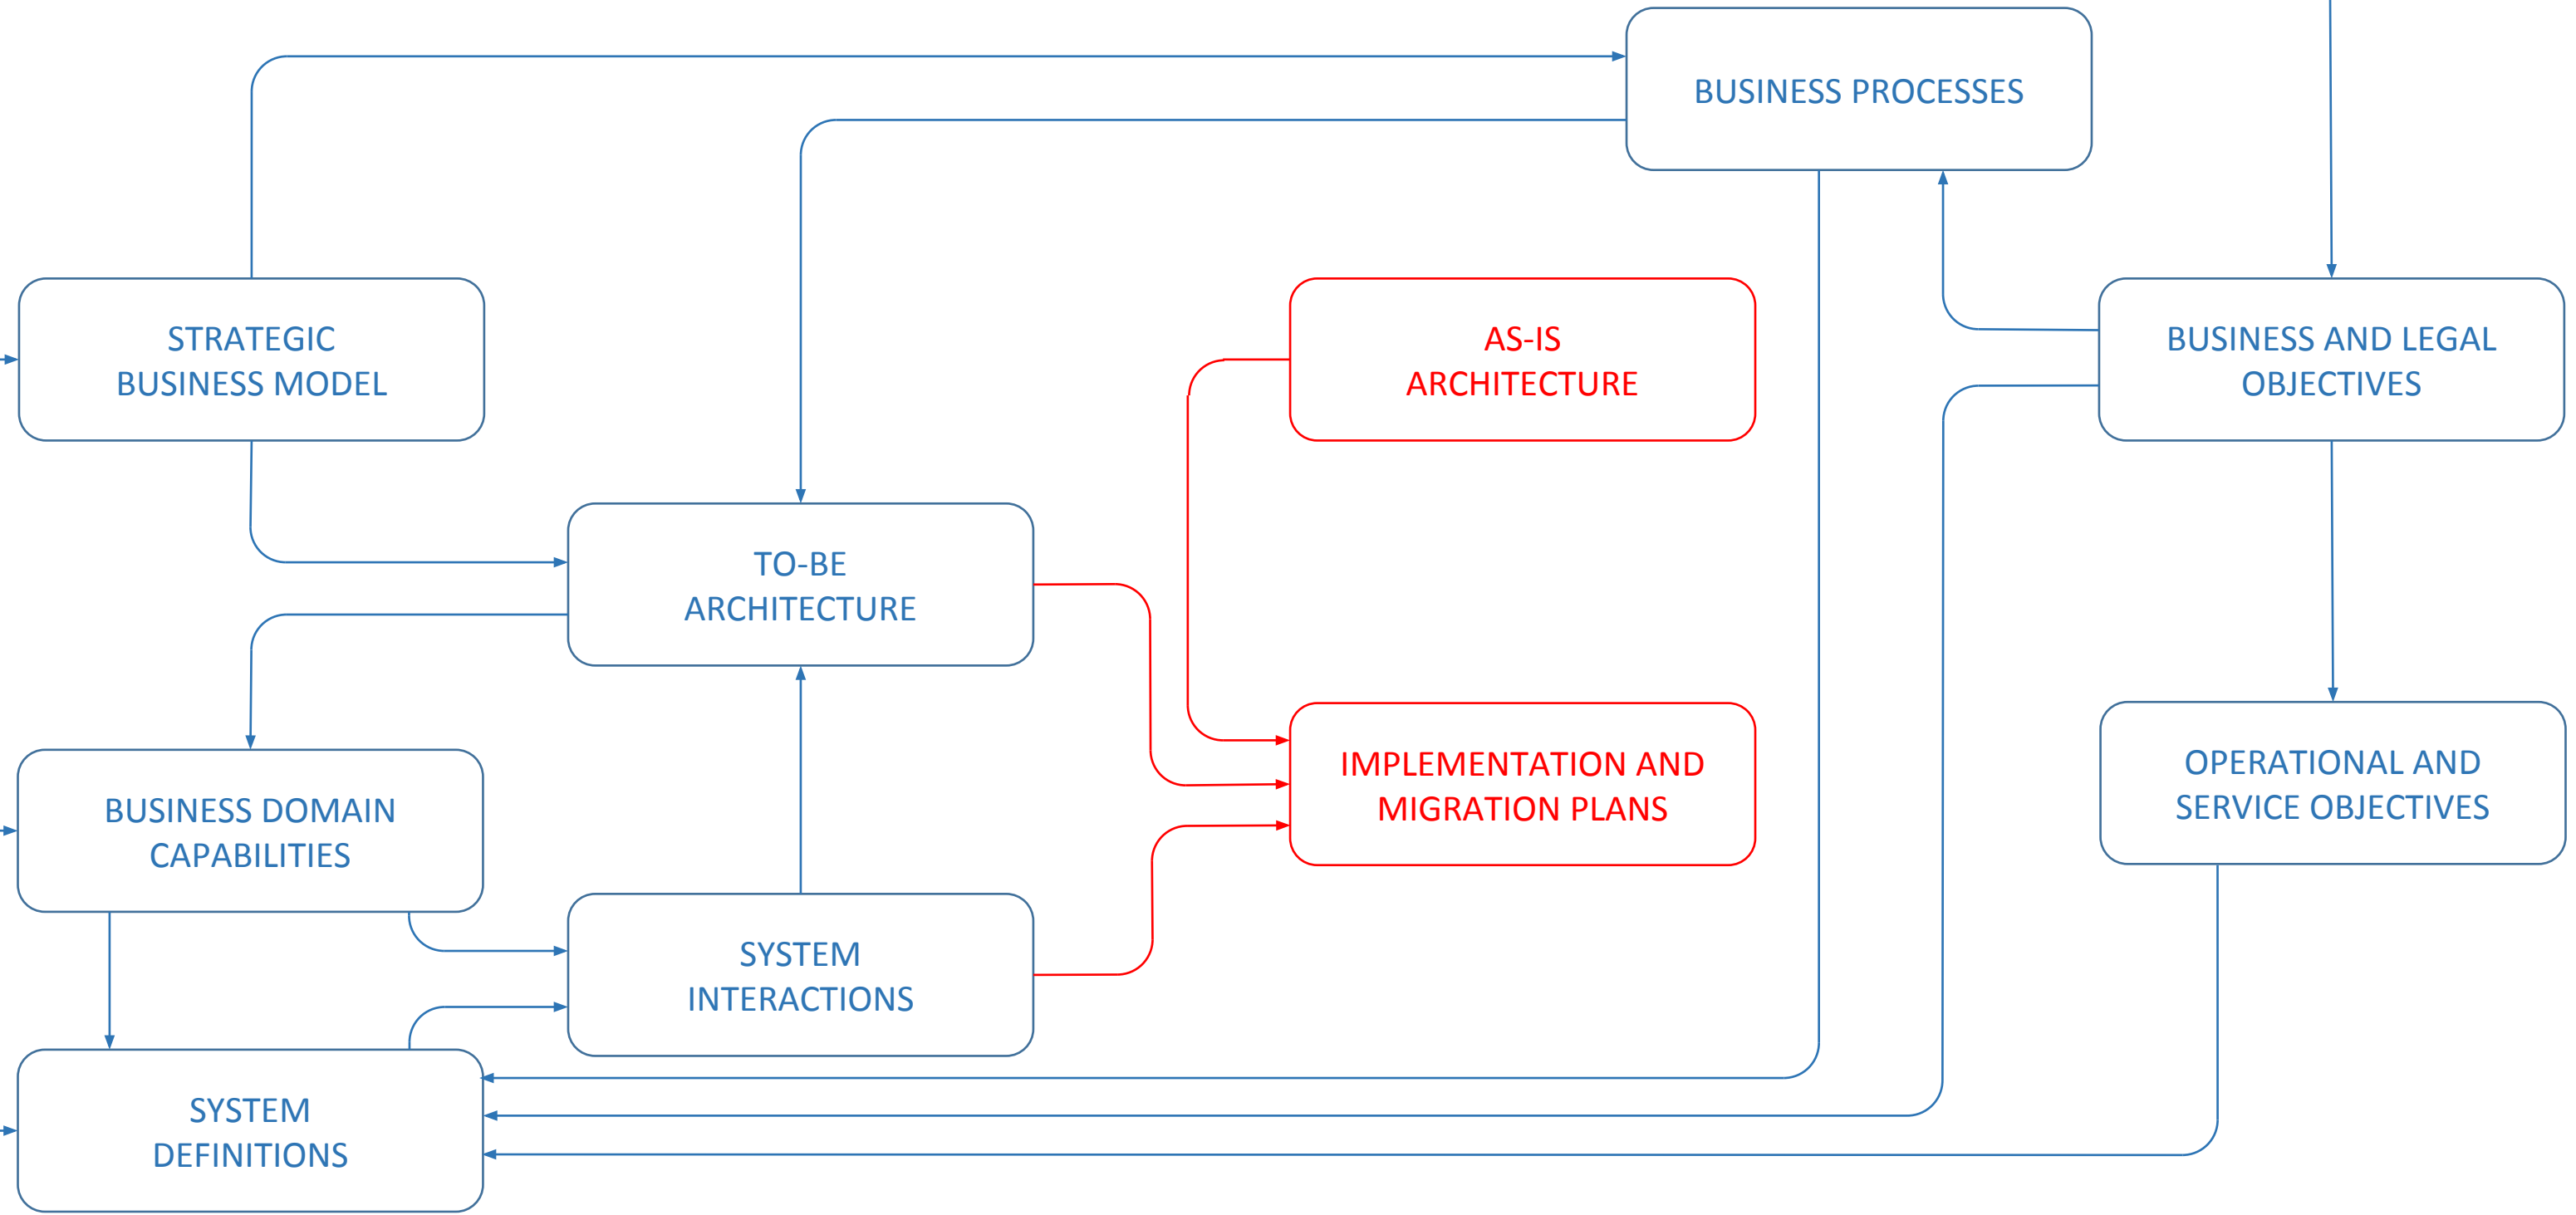 BUSINESS PROCESSES
STRATEGIC
BUSINESS MODEL
AS-IS
ARCHITECTURE
BUSINESS AND LEGAL
OBJECTIVES
TO-BE
ARCHITECTURE
BUSINESS DOMAIN
CAPABILITIES
IMPLEMENTATION AND
MIGRATION PLANS
OPERATIONAL AND
SERVICE OBJECTIVES
SYSTEM
INTERACTIONS
SYSTEM
DEFINITIONS